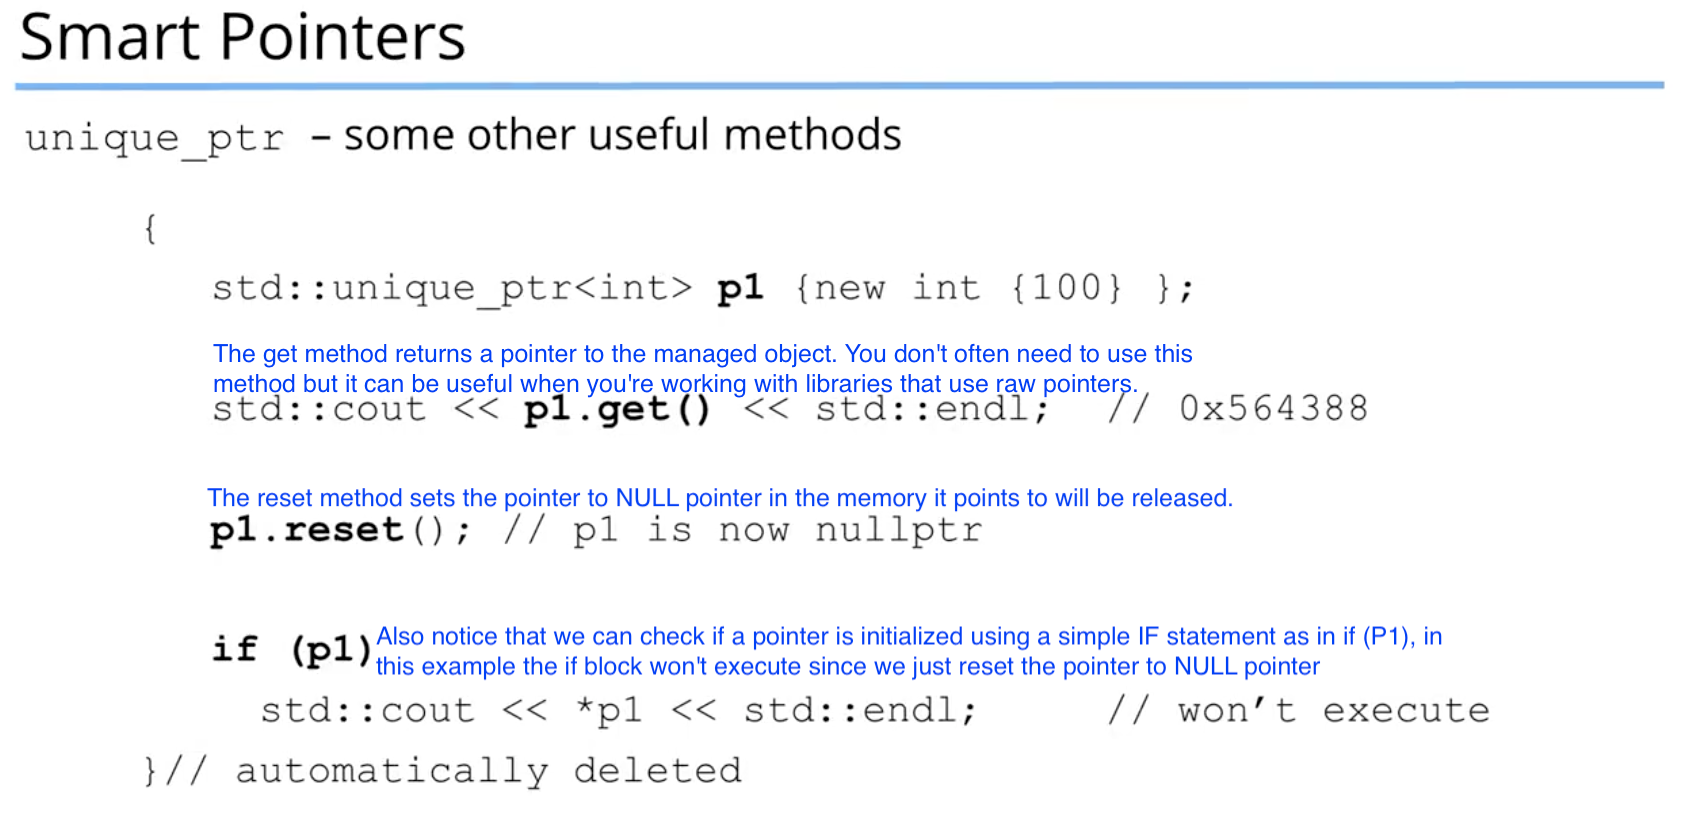 Smart Pointers
unique_ptr – some other useful methods
{
std::unique_ptr<int> p1 {new int {100} };
The get method returns a pointer to the managed object. You don't often need to use this
method but it can be useful when you're working with libraries that use raw pointers.
std::cout << p1.get() << std::endl; // 0x564388
The reset method sets the pointer to NULL pointer in the memory it points to will be released.
p1.reset(); // p1 is now nullptr
if (p1)
Also notice that we can check if a pointer is initialized using a simple IF statement as in if (P1), in
this example the if block won't execute since we just reset the pointer to NULL pointer
std::cout << *p1 << std::endl; // won’t execute
}// automatically deleted